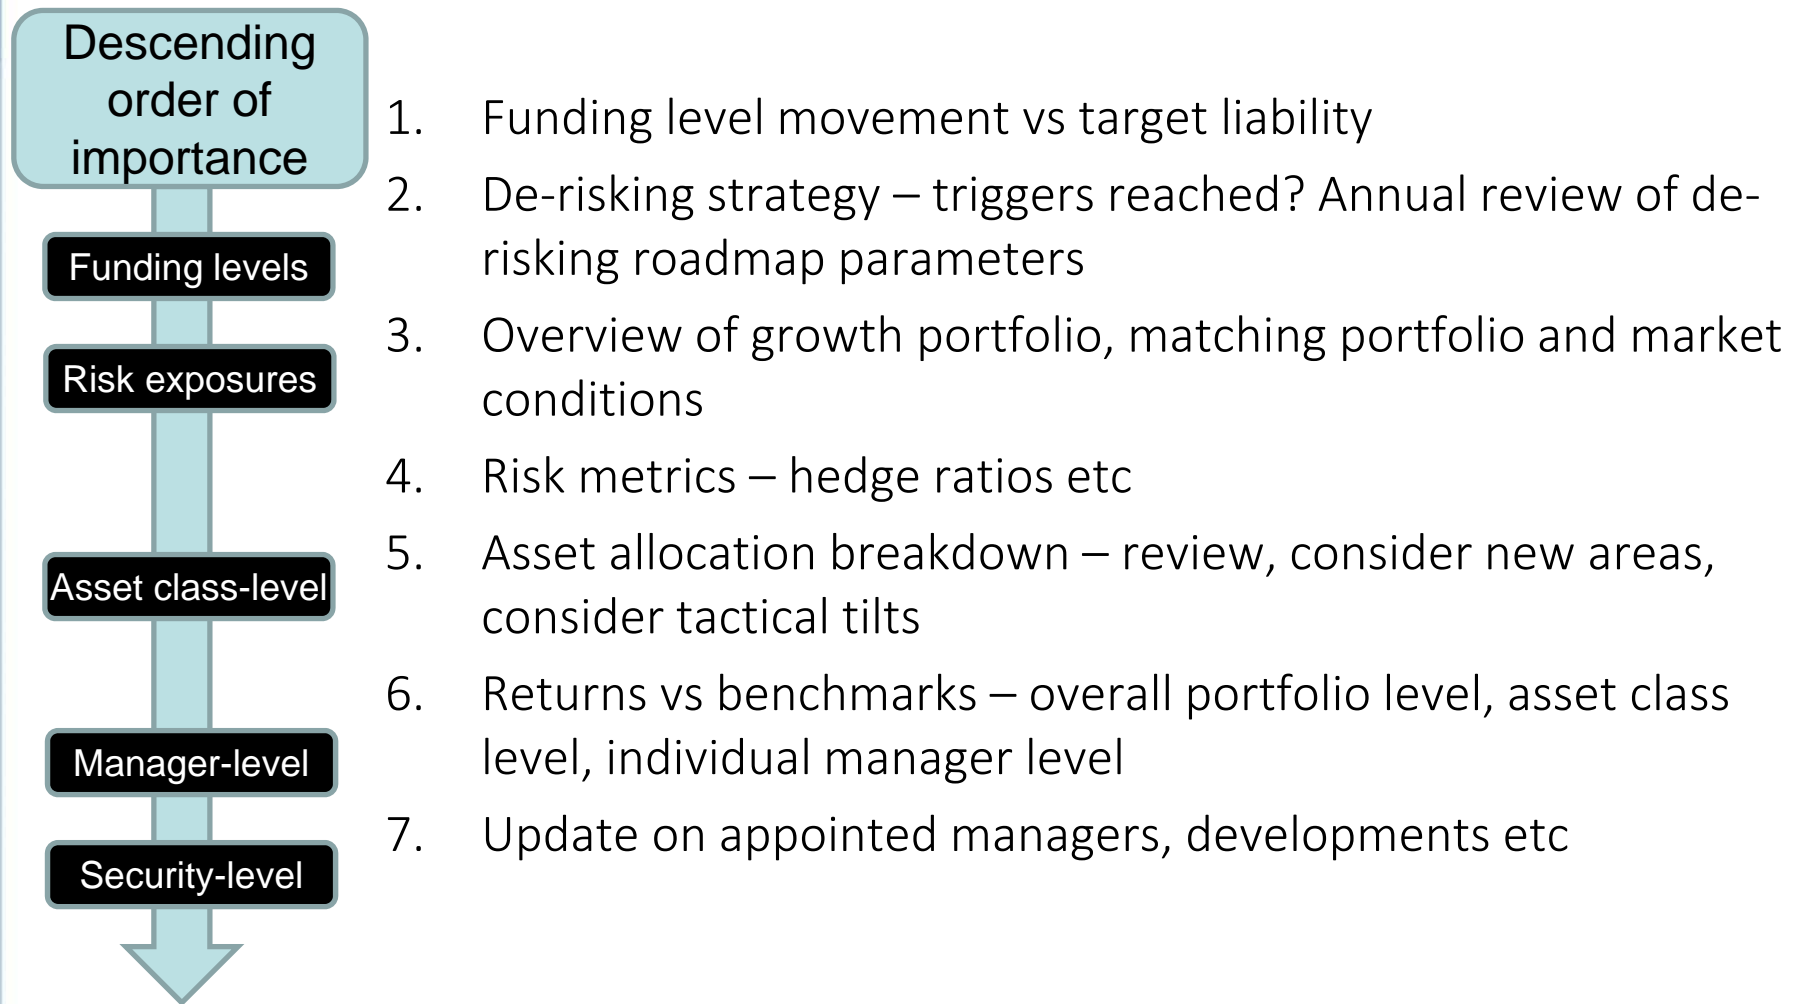 Descending
order of
importance
Funding levels
Risk exposures
Asset class-level
Manager-level
Security-level
1. Funding level movement vs target liability
2. De-risking strategy – triggers reached? Annual review of de-
risking roadmap parameters
3. Overview of growth portfolio, matching portfolio and market
conditions
4. Risk metrics – hedge ratios etc
5. Asset allocation breakdown – review, consider new areas,
consider tactical tilts
6. Returns vs benchmarks – overall portfolio level, asset class
level, individual manager level
7. Update on appointed managers, developments etc